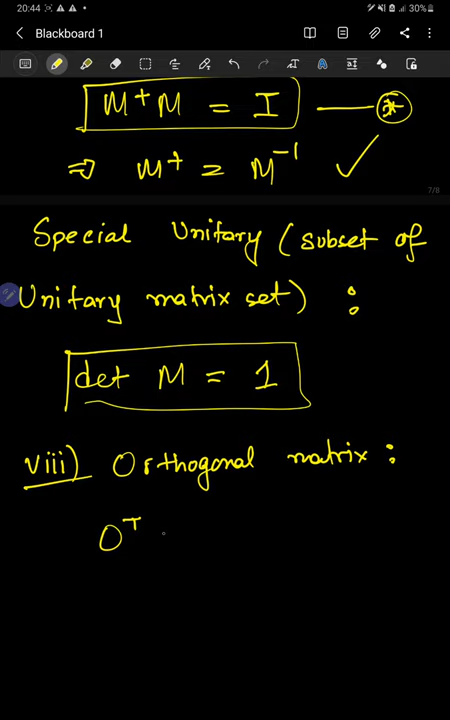 20:44
30%
Blackboard 1
M⁺M = I —— *
⇒ M⁺ = M⁻¹ ✓
7/8
Special Unitary (subset of
Unitary matrix set) :
det M = 1
viii) Orthogonal matrix :
Oᵀ